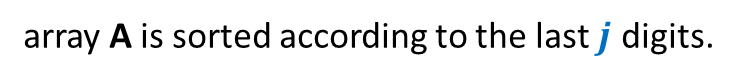 array A is sorted according to the last j digits.